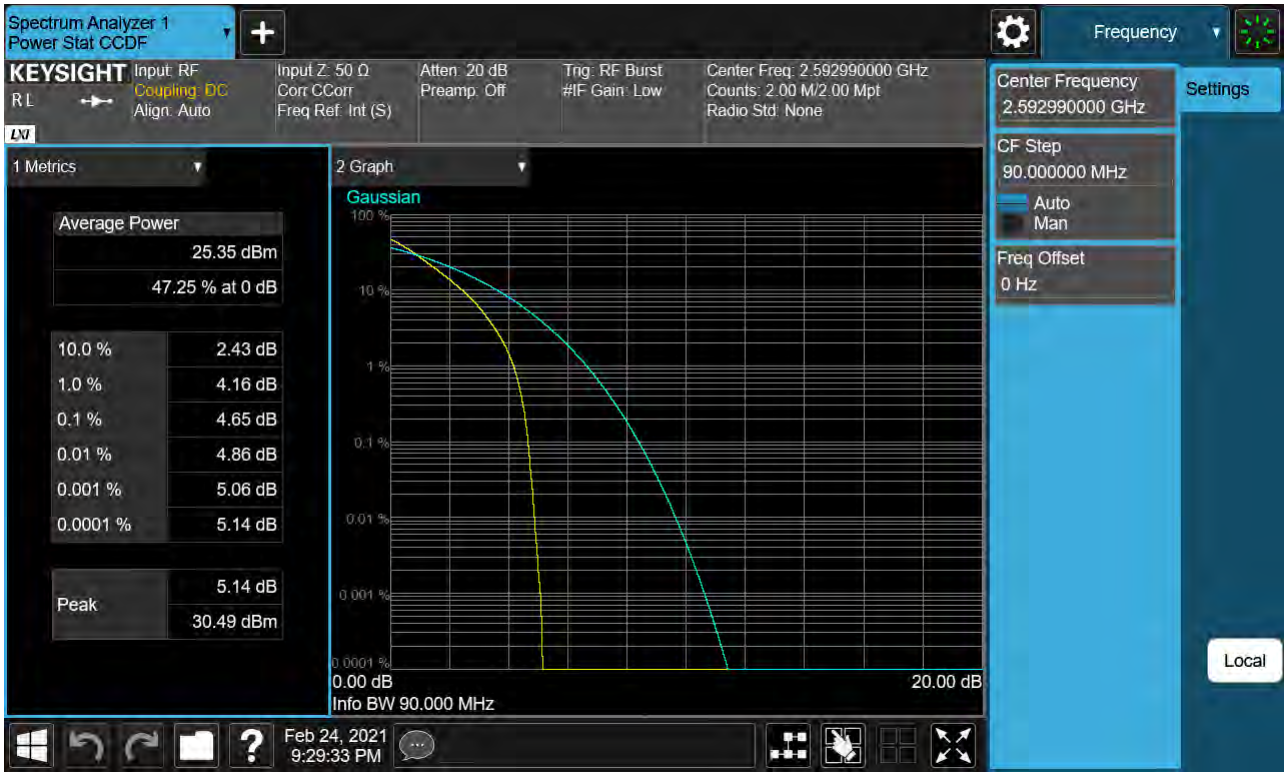 Spectrum Analyzer 1
Power Stat CCDF
+
Frequency
KEYSIGHT
R L
LXI
Input: RF
Coupling: DC
Align: Auto
Input Z: 50 Ω
Corr CCorr
Freq Ref: Int (S)
Atten: 20 dB
Preamp: Off
Trig: RF Burst
#IF Gain: Low
Center Freq: 2.592990000 GHz
Counts: 2.00 M/2.00 Mpt
Radio Std: None
Center Frequency
2.592990000 GHz
Settings
CF Step
90.000000 MHz
Auto
Man
Freq Offset
0 Hz
Local
1 Metrics
Average Power
25.35 dBm
47.25 % at 0 dB
10.0 % 2.43 dB
1.0 % 4.16 dB
0.1 % 4.65 dB
0.01 % 4.86 dB
0.001 % 5.06 dB
0.0001 % 5.14 dB
Peak
5.14 dB
30.49 dBm
2 Graph
Gaussian
100 %
10 %
1 %
0.1 %
0.01 %
0.001 %
0.0001 %
0.00 dB 20.00 dB
Info BW 90.000 MHz
?
Feb 24, 2021
9:29:33 PM